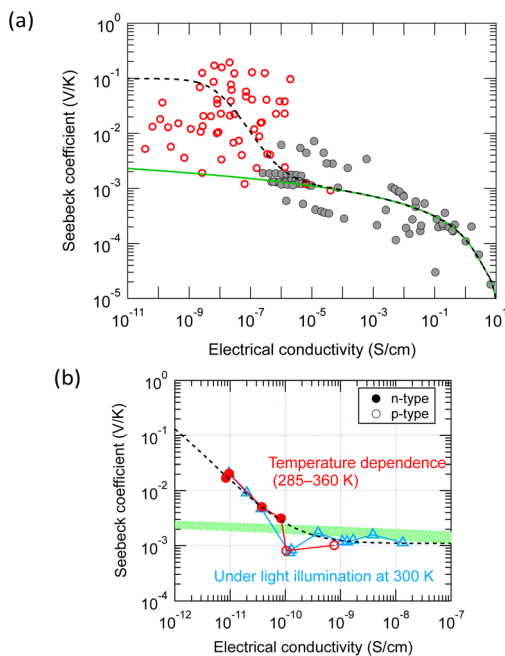 (a)
10^0
10^-1
10^-2
10^-3
10^-4
10^-5
Seebeck coefficient (V/K)
10^-11 10^-9 10^-7 10^-5 10^-3 10^-1 10^1
Electrical conductivity (S/cm)
(b)
10^0
10^-1
10^-2
10^-3
10^-4
Seebeck coefficient (V/K)
n-type
p-type
Temperature dependence
(285–360 K)
Under light illumination at 300 K
10^-12 10^-11 10^-10 10^-9 10^-8 10^-7
Electrical conductivity (S/cm)